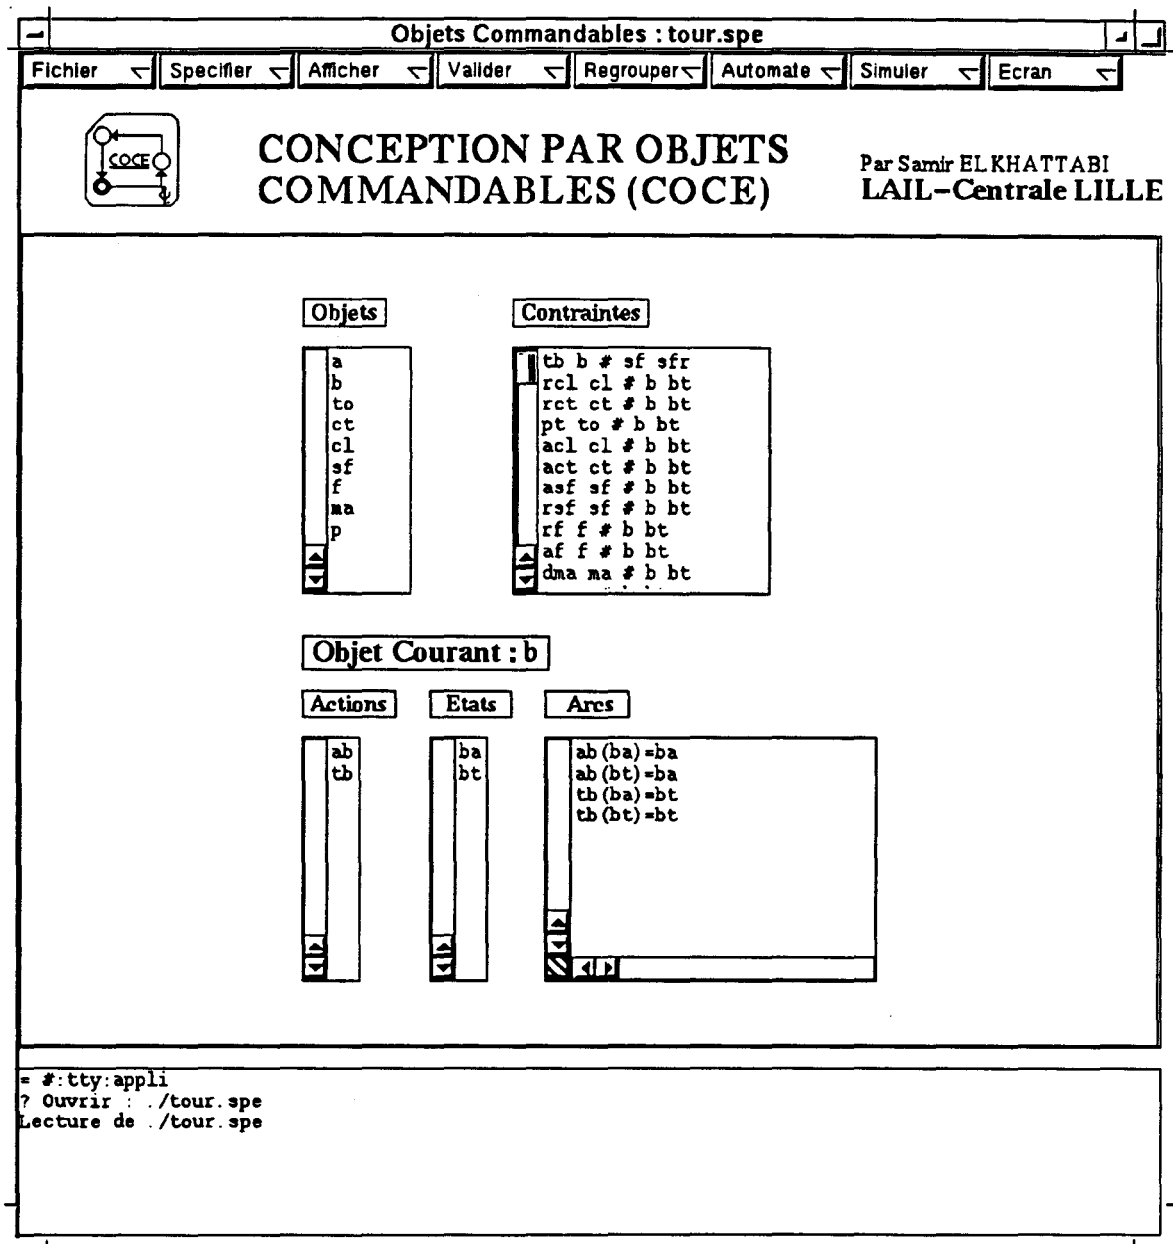 Objets Commandables : tour.spe
Fichier Specifier Afficher Valider Regrouper Automate Simuler Ecran
COCE
CONCEPTION PAR OBJETS
COMMANDABLES (COCE)
Par Samir EL KHATTABI
LAIL-Centrale LILLE
Objets
a
b
to
ct
cl
sf
f
ma
p
Contraintes
tb b # sf sfr
rcl cl # b bt
rct ct # b bt
pt to # b bt
acl cl # b bt
act ct # b bt
asf sf # b bt
rsf sf # b bt
rf f # b bt
af f # b bt
dma ma # b bt
Objet Courant : b
Actions
ab
tb
Etats
ba
bt
Arcs
ab(ba)=ba
ab(bt)=ba
tb(ba)=bt
tb(bt)=bt
= #:tty:appli
? Ouvrir : ./tour.spe
Lecture de ./tour.spe